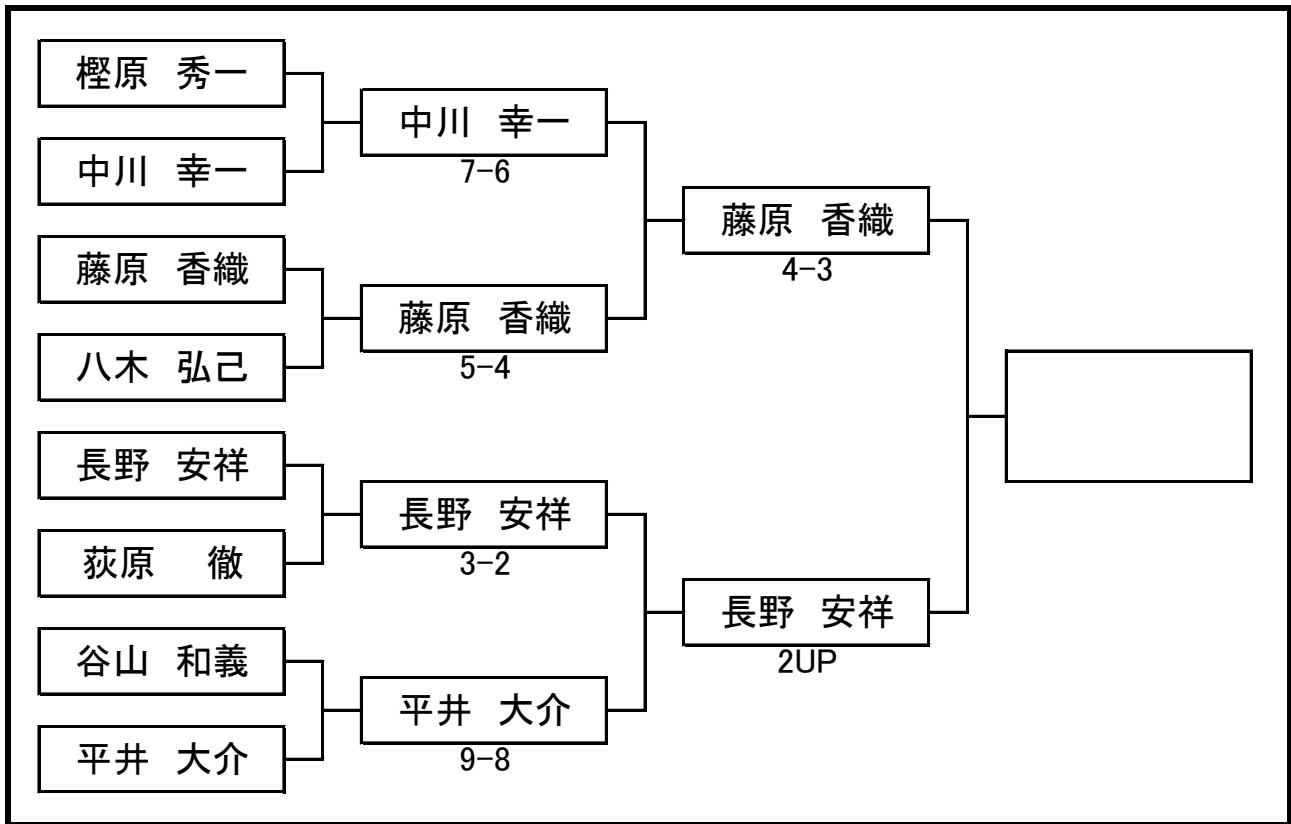 樫原 秀一
中川 幸一
藤原 香織
八木 弘己
長野 安祥
荻原 徹
谷山 和義
平井 大介
中川 幸一
7-6
藤原 香織
5-4
長野 安祥
3-2
平井 大介
9-8
藤原 香織
4-3
長野 安祥
2UP